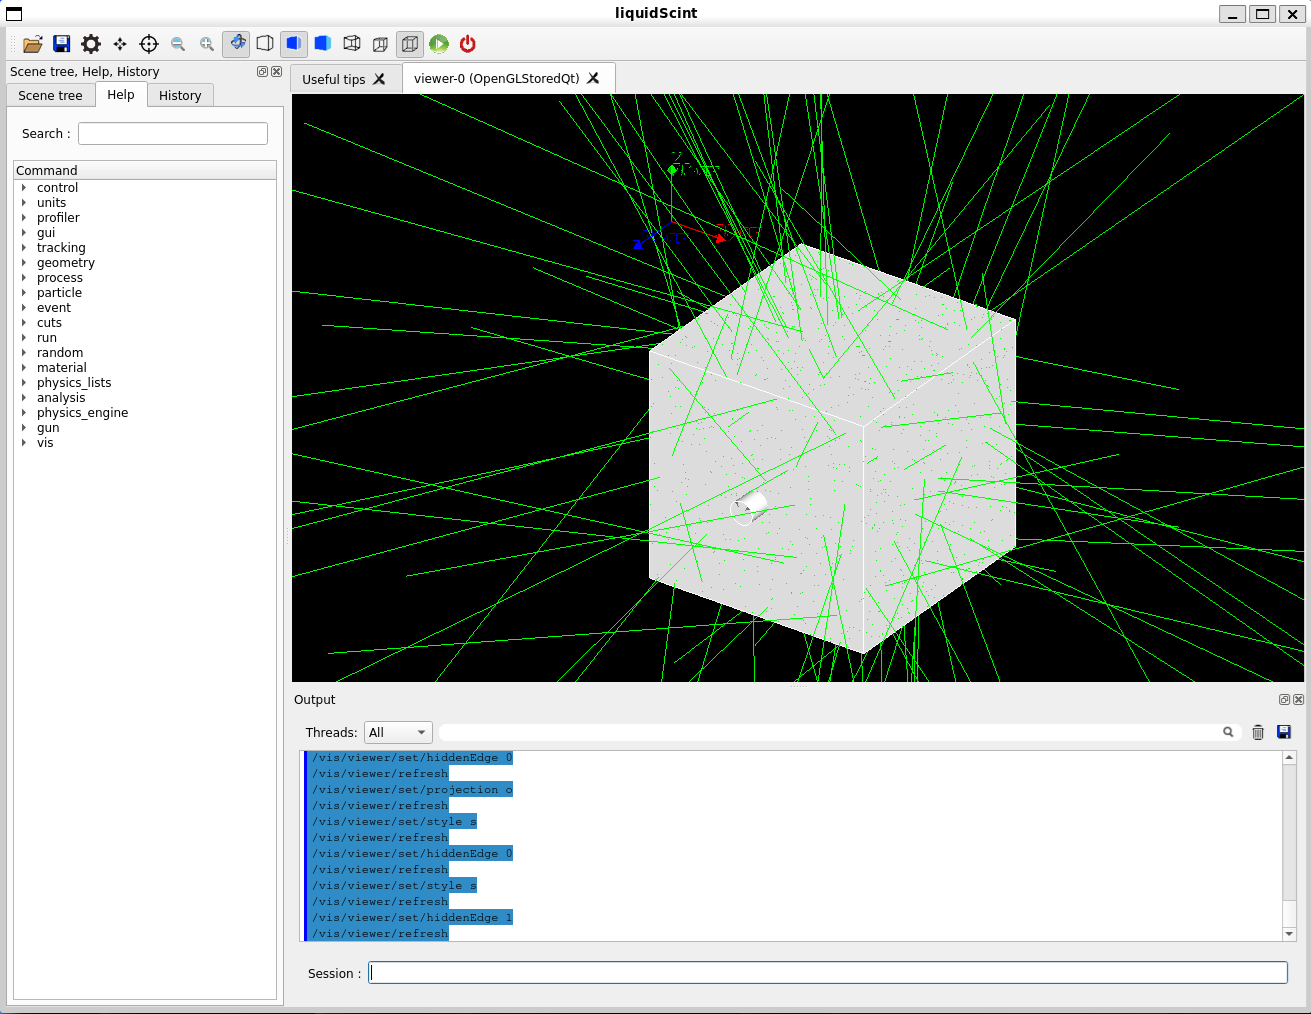 liquidScint
Scene tree, Help, History
Scene tree
Help
History
Search :
Command
control
units
profiler
gui
tracking
geometry
process
particle
event
cuts
run
random
material
physics_lists
analysis
physics_engine
gun
vis
Useful tips
viewer-0 (OpenGLStoredQt)
Output
Threads:
All
/vis/viewer/set/hiddenEdge 0
/vis/viewer/refresh
/vis/viewer/set/projection o
/vis/viewer/refresh
/vis/viewer/set/style s
/vis/viewer/refresh
/vis/viewer/set/hiddenEdge 0
/vis/viewer/refresh
/vis/viewer/set/style s
/vis/viewer/refresh
/vis/viewer/set/hiddenEdge 1
/vis/viewer/refresh
Session :